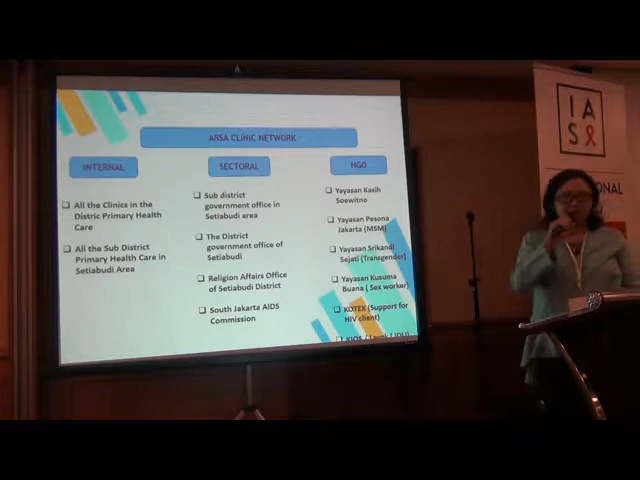 ARSA CLINIC NETWORK
INTERNAL
All the Clinics in the
Distric Primary Health
Care
All the Sub District
Primary Health Care in
Setiabudi Area
SECTORAL
Sub district
government office in
Setiabudi area
The District
government office of
Setiabudi
Religion Affairs Office
of Setiabudi District
South Jakarta AIDS
Commission
NGO
Yayasan Kasih
Soewitno
Yayasan Pesona
Jakarta (MSM)
Yayasan Srikandi
Sejati (Transgender)
Yayasan Kusuma
Buana ( Sex worker)
KOTEX (Support for
HIV client)
IA
S